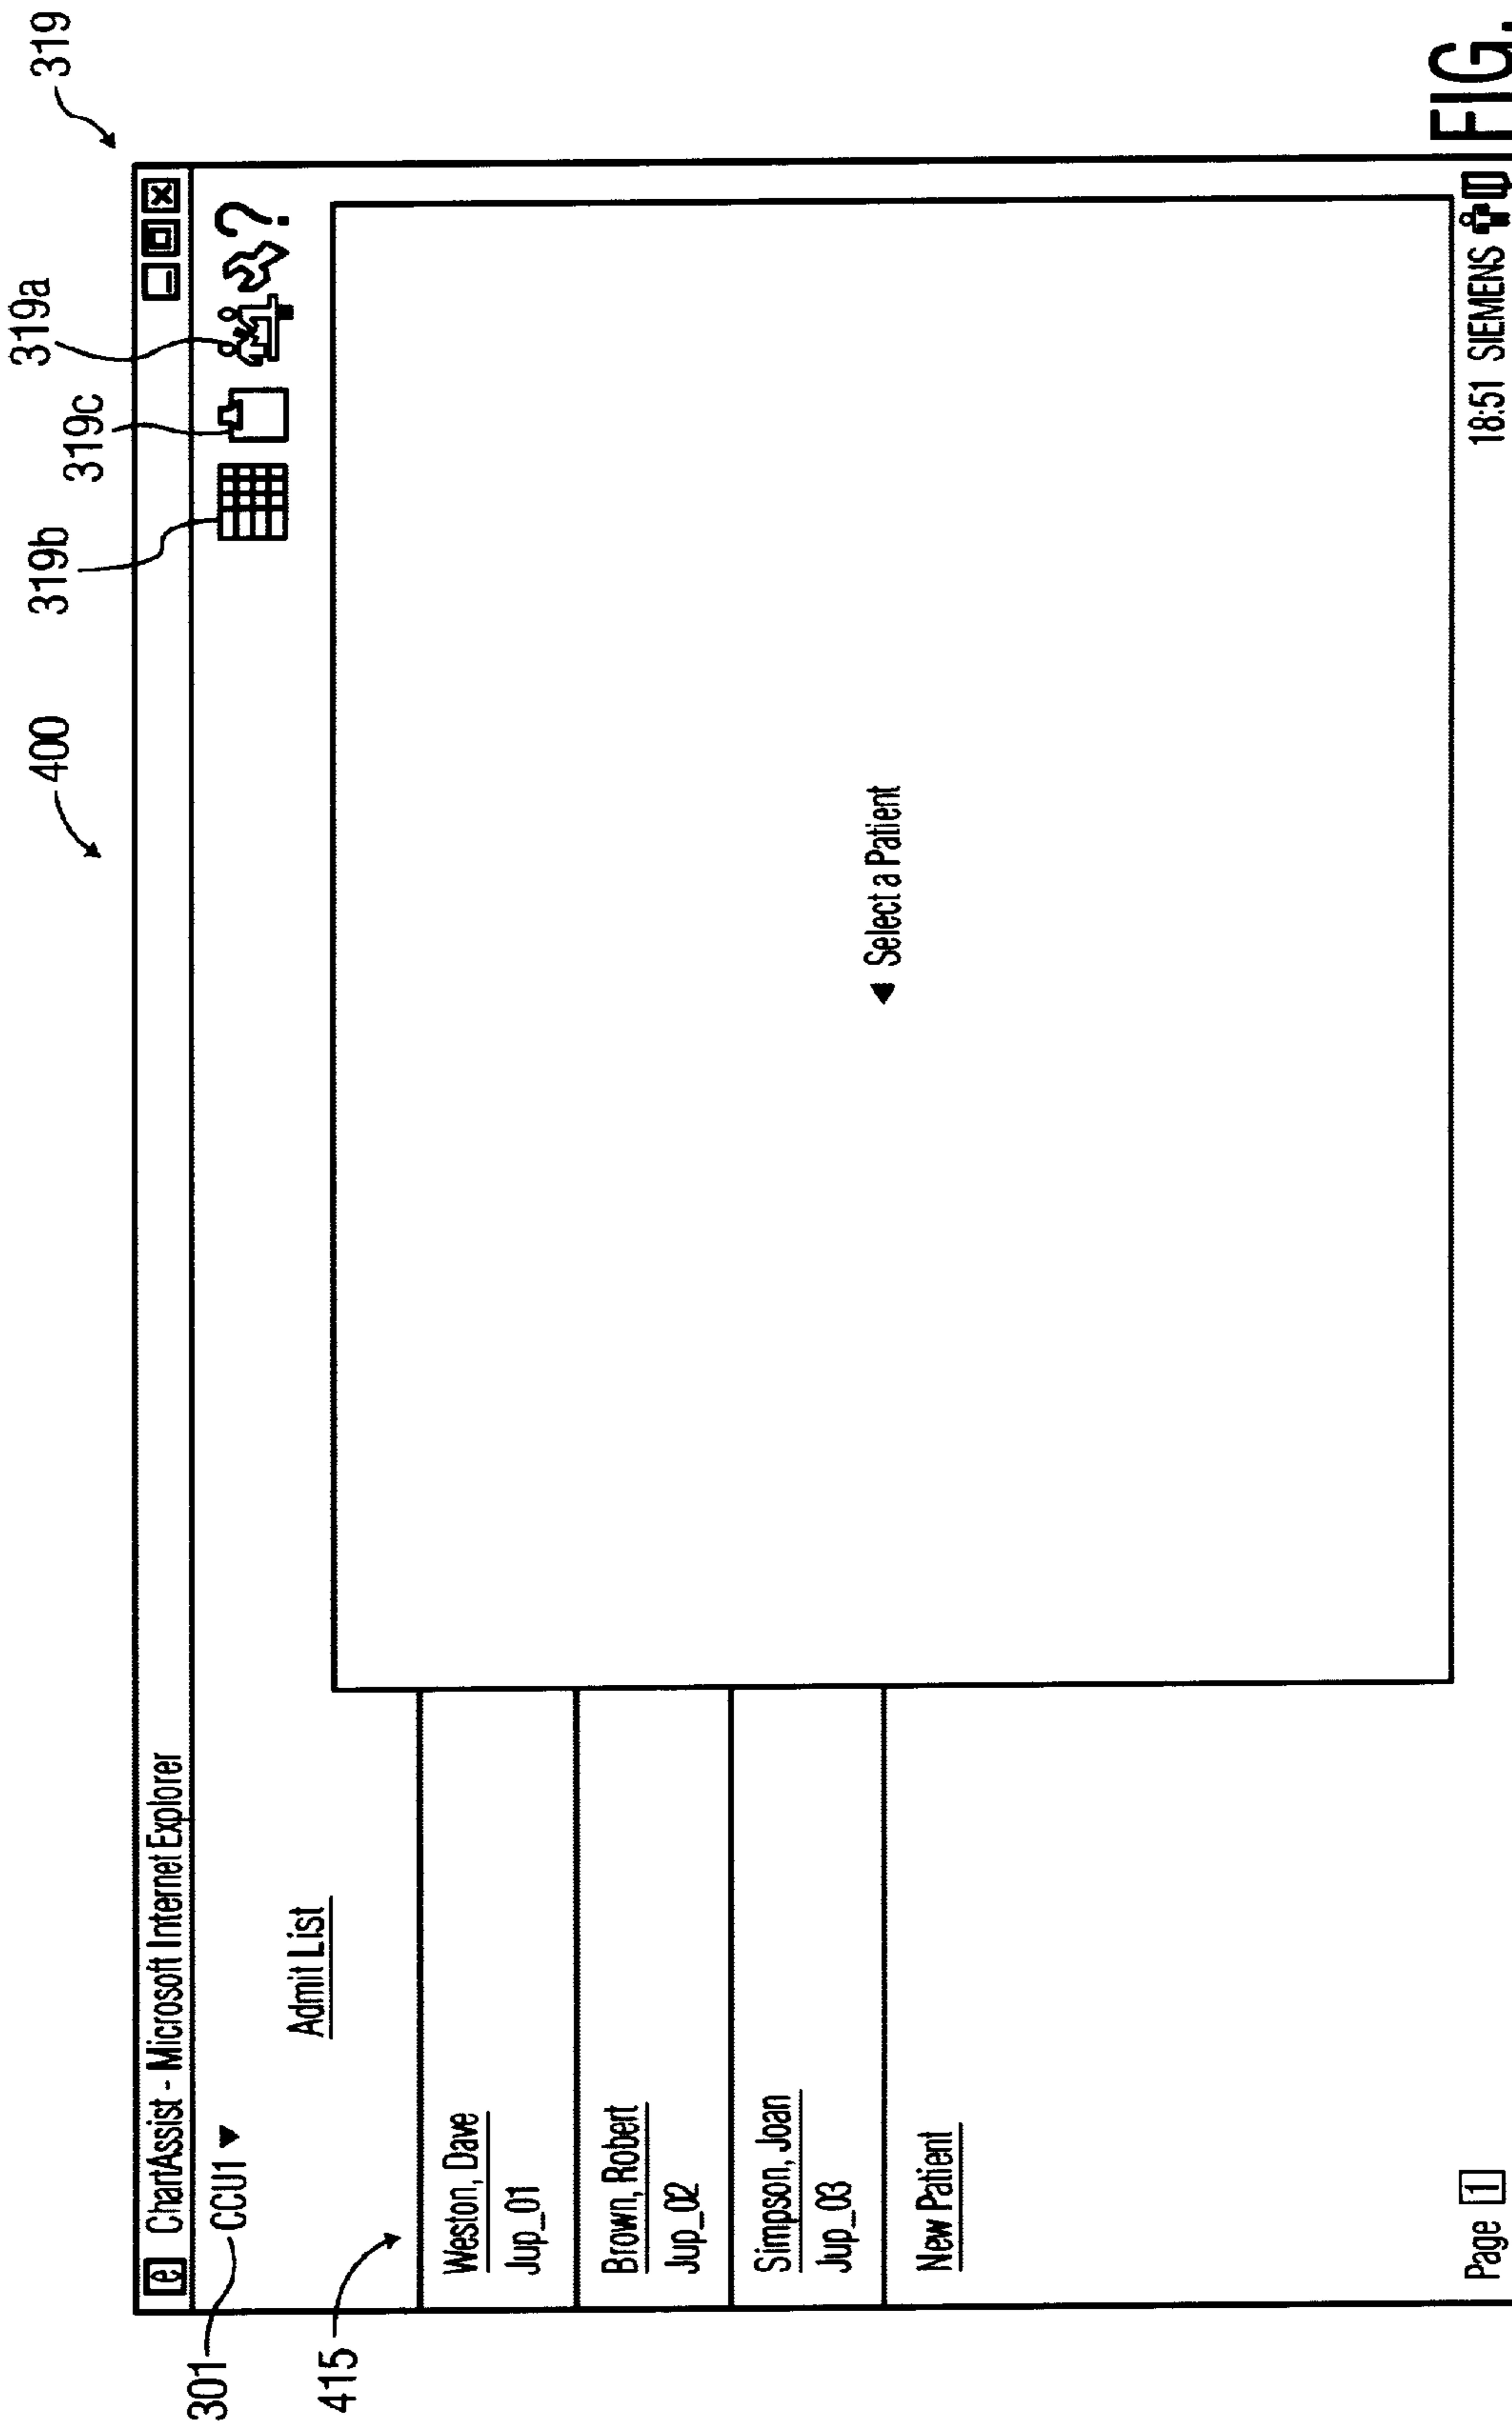 400
319
319b
319c
319a
ChartAssist - Microsoft Internet Explorer
301
CCU1
?
Admit List
415
Weston, Dave
Jup_01
Brown, Robert
Jup_02
Simpson, Joan
Jup_03
New Patient
Select a Patient
Page 1
18:51 SIEMENS
FIG.